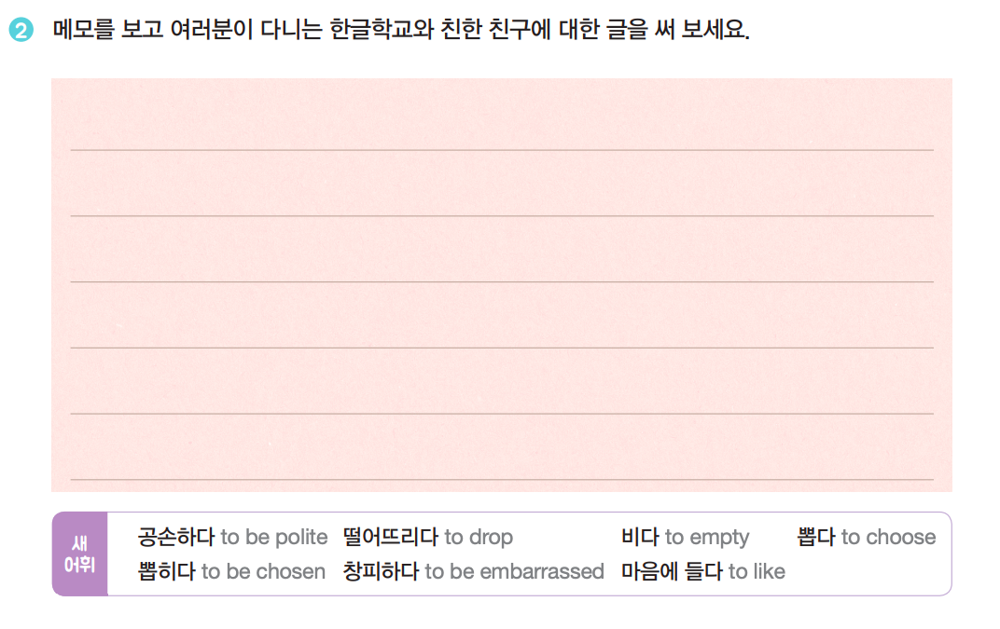 2 메모를 보고 여러분이 다니는 한글학교와 친한 친구에 대한 글을 써 보세요.
새 어휘
공손하다 to be polite 떨어뜨리다 to drop 비다 to empty 뽑다 to choose
뽑히다 to be chosen 창피하다 to be embarrassed 마음에 들다 to like